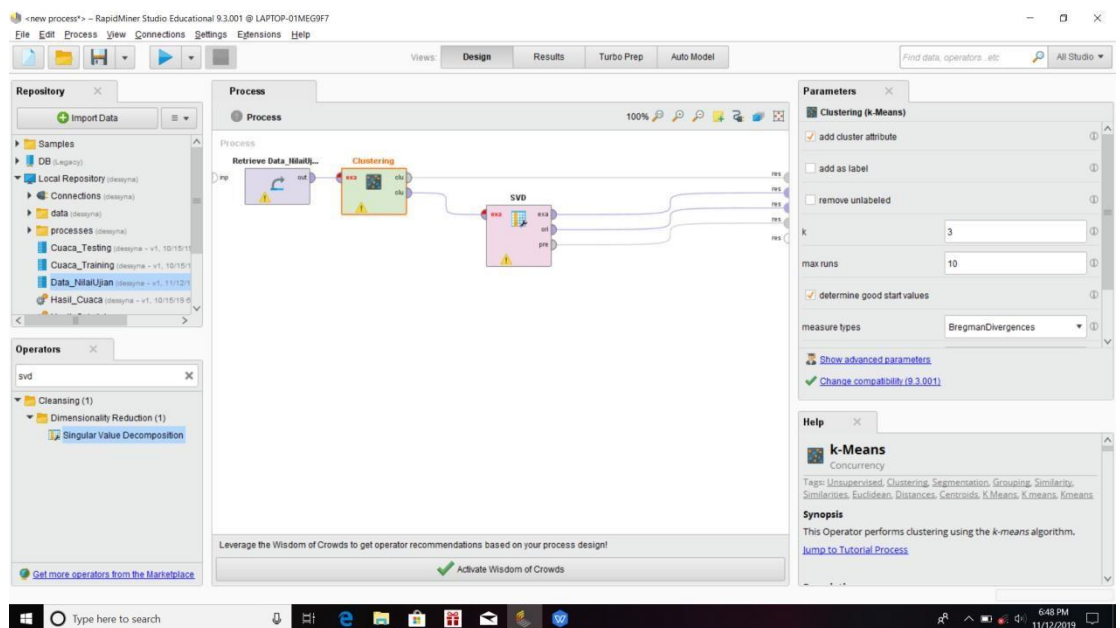 <new process*> – RapidMiner Studio Educational 9.3.001 @ LAPTOP-01MEG9F7
File Edit Process View Connections Settings Extensions Help
Views: Design Results Turbo Prep Auto Model
Find data, operators...etc All Studio
Repository
Import Data
Samples
DB (Legacy)
Local Repository (dessyna)
Connections (dessyna)
data (dessyna)
processes (dessyna)
Cuaca_Testing (dessyna - v1, 10/15/19
Cuaca_Training (dessyna - v1, 10/15/1
Data_NilaiUjian (dessyna - v1, 11/12/1
Hasil_Cuaca (dessyna - v1, 10/15/19 6
Operators
svd
Cleansing (1)
Dimensionality Reduction (1)
Singular Value Decomposition
Get more operators from the Marketplace
Process
Process
100%
Process
Retrieve Data_NilaiUj...
Clustering
inp
out
exa
clu
clu
SVD
exa
exa
ori
pre
res
res
res
res
res
Leverage the Wisdom of Crowds to get operator recommendations based on your process design!
Activate Wisdom of Crowds
Parameters
Clustering (k-Means)
add cluster attribute
add as label
remove unlabeled
k 3
max runs 10
determine good start values
measure types BregmanDivergences
Show advanced parameters
Change compatibility (9.3.001)
Help
k-Means
Concurrency
Tags: Unsupervised, Clustering, Segmentation, Grouping, Similarity,
Similarities, Euclidean, Distances, Centroids, K.Means, K means, Kmeans
Synopsis
This Operator performs clustering using the k-means algorithm.
Jump to Tutorial Process
Type here to search
6:48 PM
11/12/2019